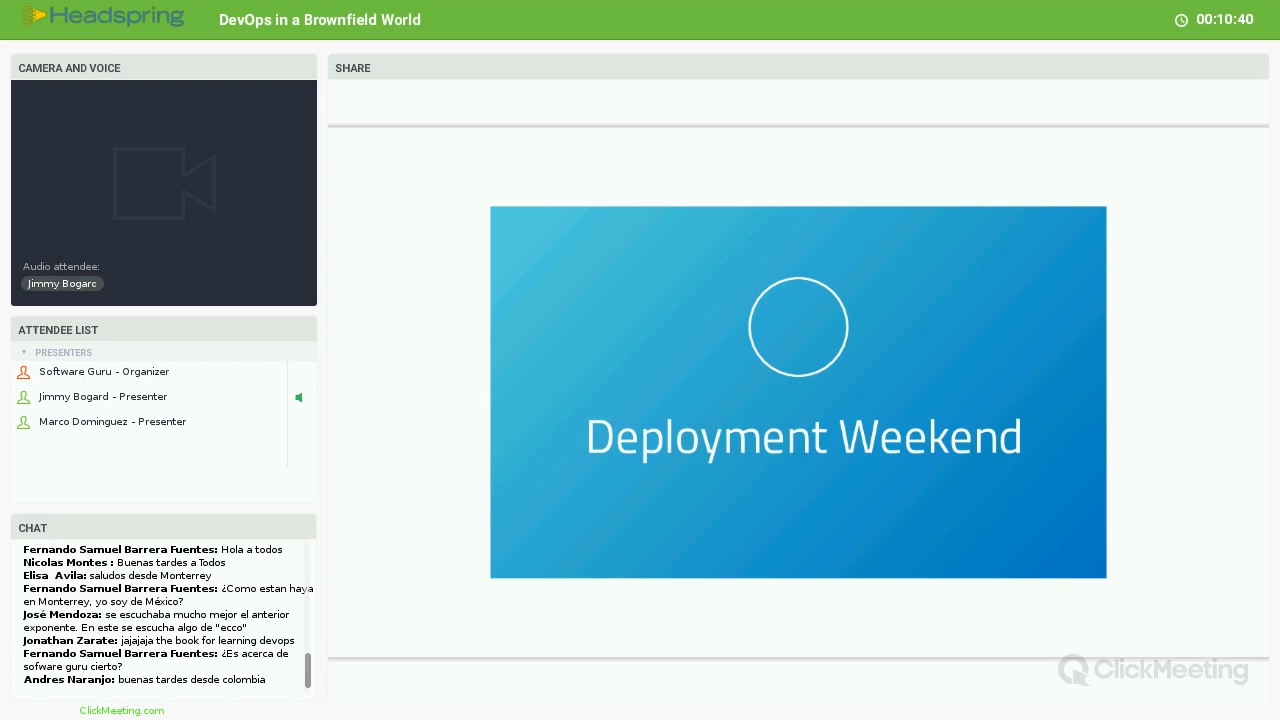 Headspring
DevOps in a Brownfield World
00:10:40
CAMERA AND VOICE
Audio attendee:
Jimmy Bogarc
ATTENDEE LIST
PRESENTERS
Software Guru - Organizer
Jimmy Bogard - Presenter
Marco Dominguez - Presenter
CHAT
Fernando Samuel Barrera Fuentes: Hola a todos
Nicolas Montes : Buenas tardes a Todos
Elisa Avila: saludos desde Monterrey
Fernando Samuel Barrera Fuentes: ¿Como estan haya
en Monterrey, yo soy de México?
José Mendoza: se escuchaba mucho mejor el anterior
exponente. En este se escucha algo de "ecco"
Jonathan Zarate: jajajaja the book for learning devops
Fernando Samuel Barrera Fuentes: ¿Es acerca de
sofware guru cierto?
Andres Naranjo: buenas tardes desde colombia
ClickMeeting.com
SHARE
Deployment Weekend
ClickMeeting